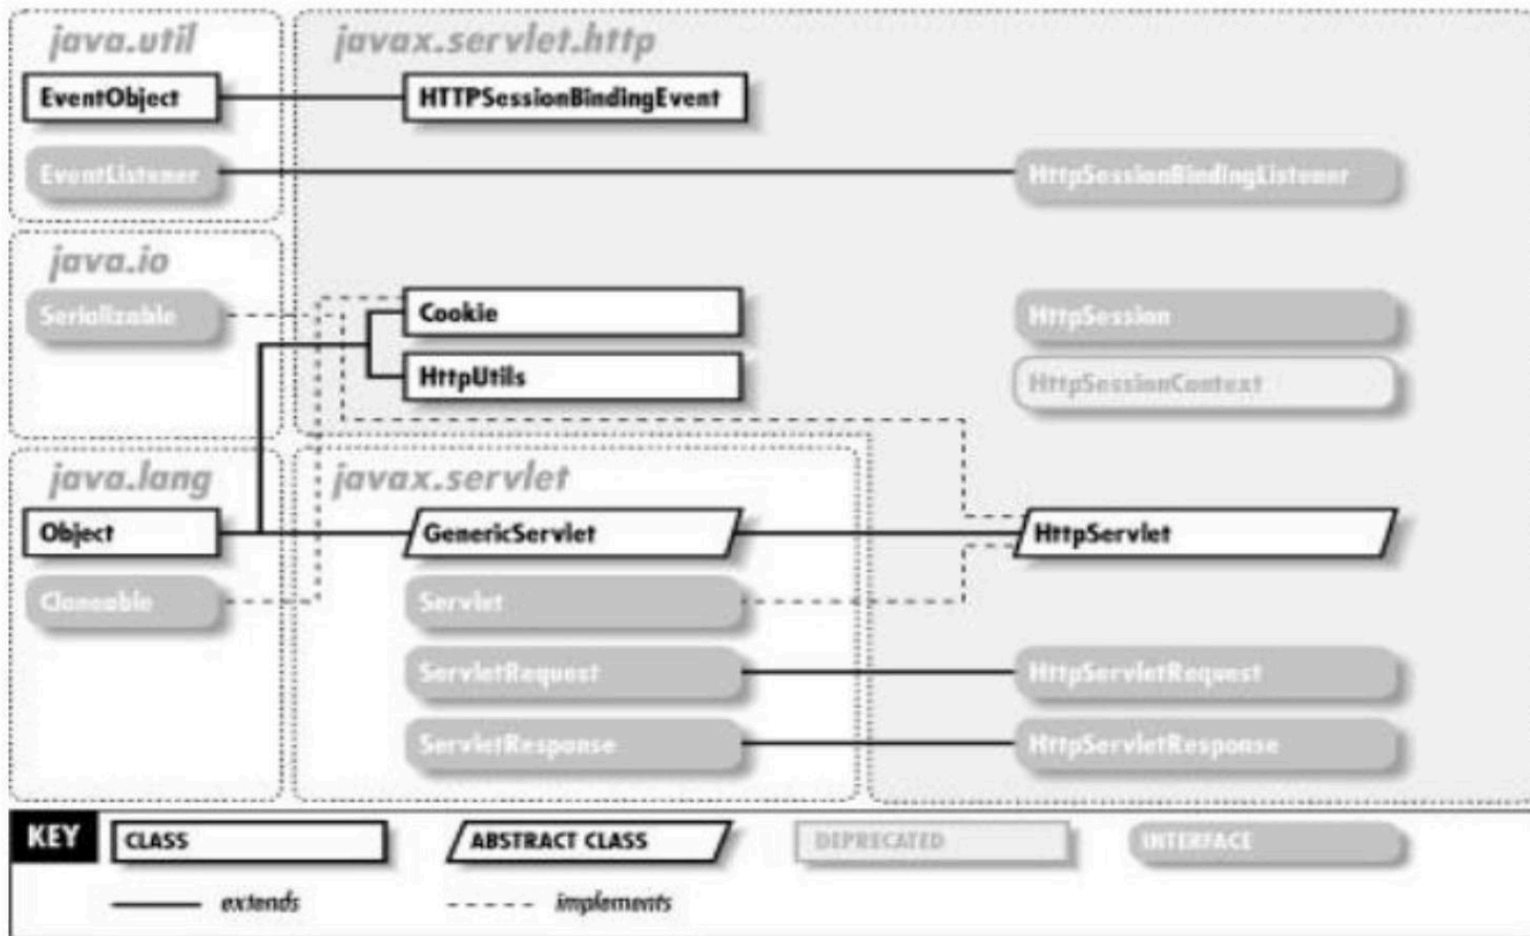 java.util
javax.servlet.http
EventObject
HTTPSessionBindingEvent
EventListener
HttpSessionBindingListener
java.io
Serializable
Cookie
HttpSession
HttpUtils
HttpSessionContext
java.lang
javax.servlet
Object
GenericServlet
HttpServlet
Cloneable
Servlet
ServletRequest
HttpServletRequest
ServletResponse
HttpServletResponse
KEY
CLASS
ABSTRACT CLASS
DEPRECATED
INTERFACE
extends
implements